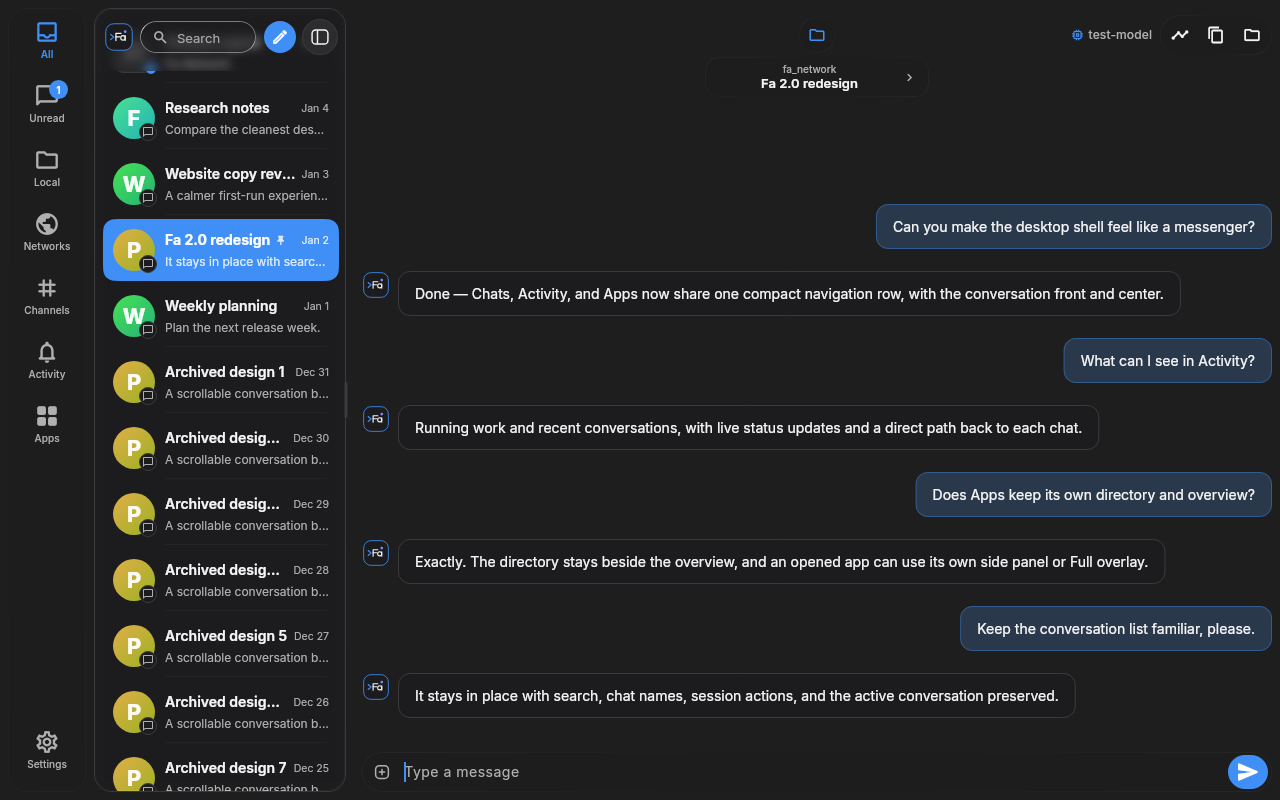 All
1
Unread
Local
Networks
Channels
Activity
Apps
Settings
>Fa
Search
F
Research notes
Jan 4
Compare the cleanest des...
W
Website copy rev...
Jan 3
A calmer first-run experien...
P
Fa 2.0 redesign
Jan 2
It stays in place with searc...
W
Weekly planning
Jan 1
Plan the next release week.
P
Archived design 1
Dec 31
A scrollable conversation b...
P
Archived desig...
Dec 30
A scrollable conversation b...
P
Archived desig...
Dec 29
A scrollable conversation b...
P
Archived desig...
Dec 28
A scrollable conversation b...
P
Archived design 5
Dec 27
A scrollable conversation b...
P
Archived desig...
Dec 26
A scrollable conversation b...
P
Archived design 7
Dec 25
A scrollable conversation b...
fa_network
Fa 2.0 redesign
test-model
Can you make the desktop shell feel like a messenger?
>Fa
Done — Chats, Activity, and Apps now share one compact navigation row, with the conversation front and center.
What can I see in Activity?
>Fa
Running work and recent conversations, with live status updates and a direct path back to each chat.
Does Apps keep its own directory and overview?
>Fa
Exactly. The directory stays beside the overview, and an opened app can use its own side panel or Full overlay.
Keep the conversation list familiar, please.
>Fa
It stays in place with search, chat names, session actions, and the active conversation preserved.
Type a message